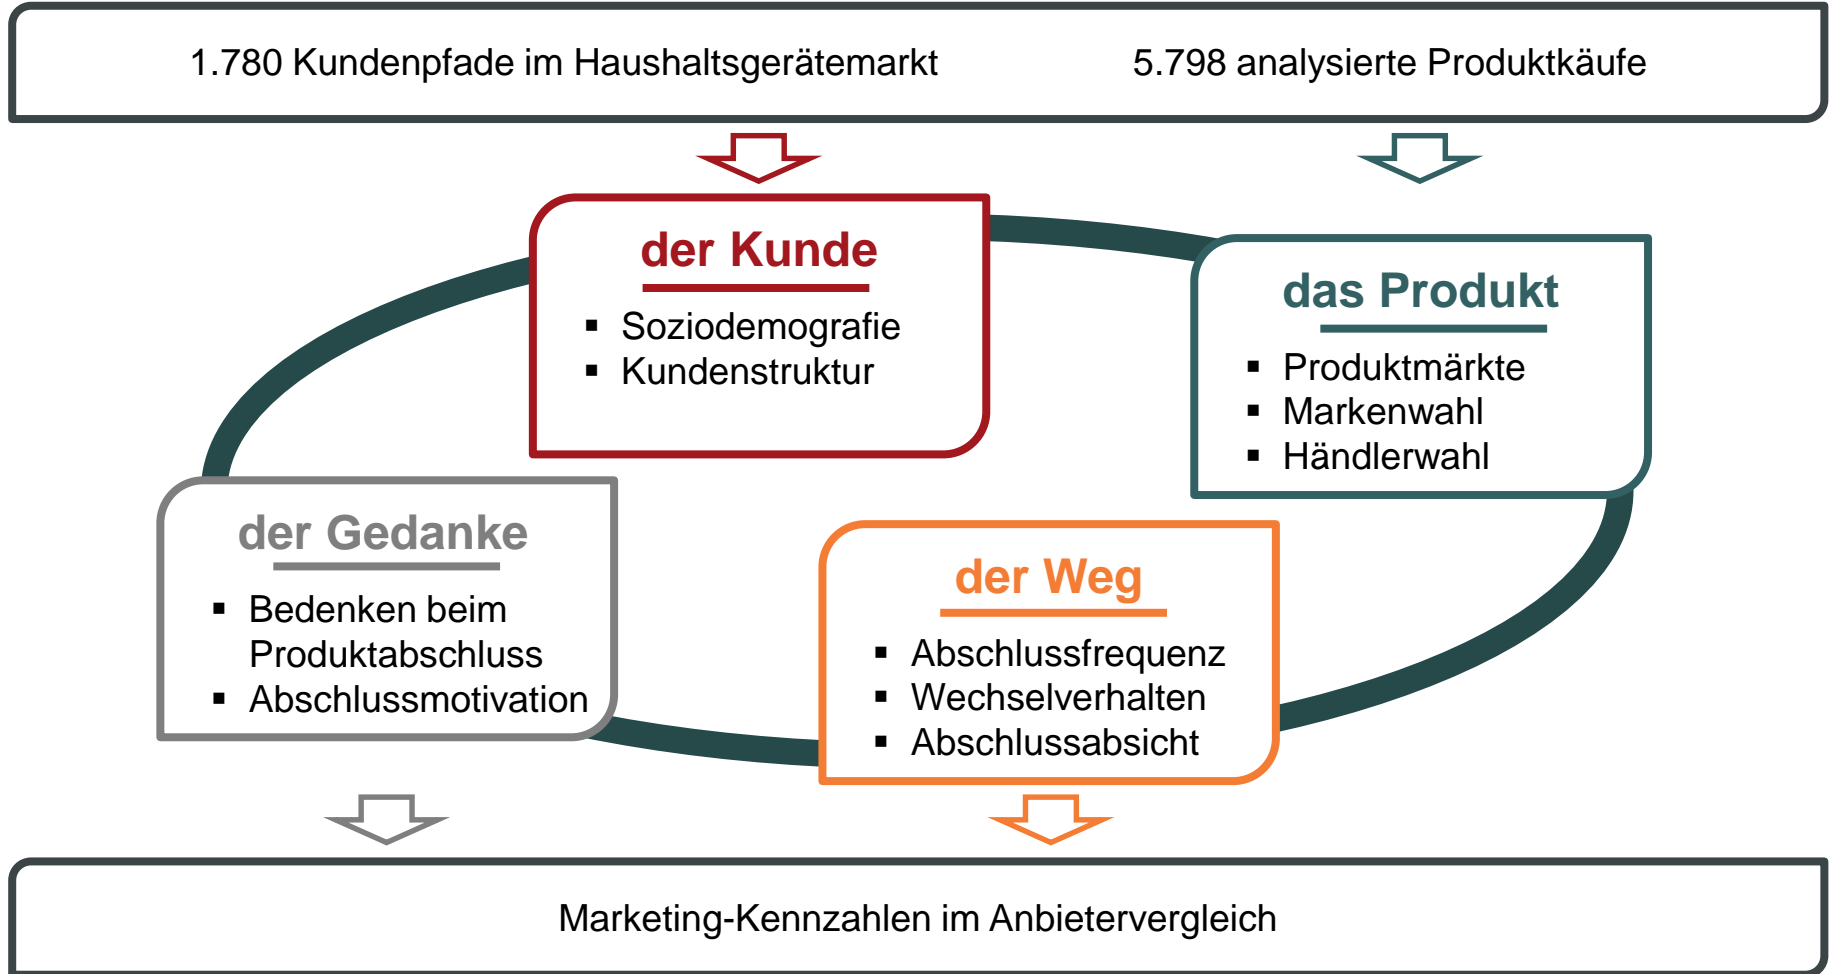 1.780 Kundenpfade im Haushaltsgerätemarkt 5.798 analysierte Produktkäufe
der Kunde
▪ Soziodemografie
▪ Kundenstruktur
das Produkt
▪ Produktmärkte
▪ Markenwahl
▪ Händlerwahl
der Gedanke
▪ Bedenken beim
Produktabschluss
▪ Abschlussmotivation
der Weg
▪ Abschlussfrequenz
▪ Wechselverhalten
▪ Abschlussabsicht
Marketing-Kennzahlen im Anbietervergleich